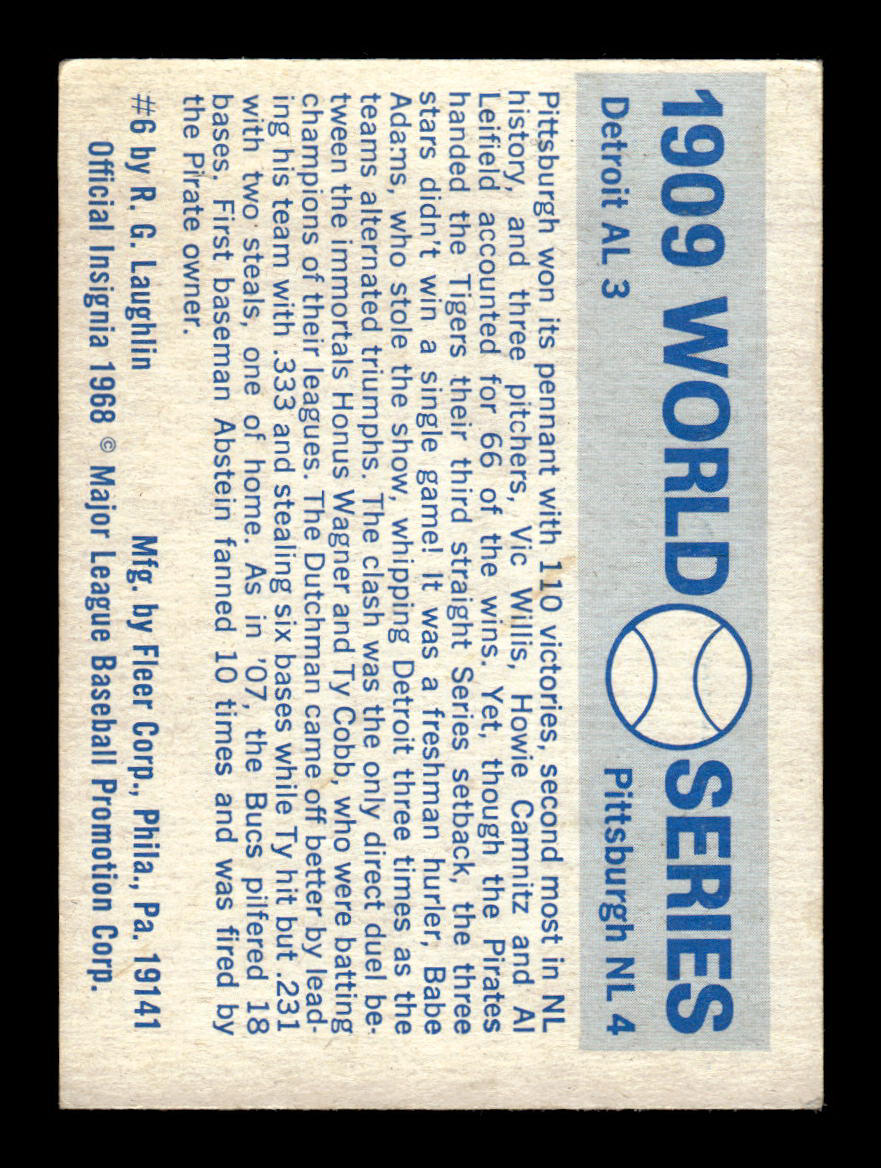 1909 WORLD SERIES
Detroit AL 3 Pittsburgh NL 4
Pittsburgh won its pennant with 110 victories, second most in NL
history, and three pitchers, Vic Willis, Howie Camnitz and Al
Leifield accounted for 66 of the wins. Yet, though the Pirates
handed the Tigers their third straight Series setback, the three
stars didn't win a single game! It was a freshman hurler, Babe
Adams, who stole the show, whipping Detroit three times as the
teams alternated triumphs. The clash was the only direct duel be-
tween the immortals Honus Wagner and Ty Cobb, who were batting
champions of their leagues. The Dutchman came off better by lead-
ing his team with .333 and stealing six bases while Ty hit but .231
with two steals, one of home. As in '07, the Bucs pilfered 18
bases, First baseman Abstein fanned 10 times and was fired by
the Pirate owner.
#6 by R. G. Laughlin Mfg. by Fleer Corp., Phila., Pa. 19141
Official Insignia 1968 © Major League Baseball Promotion Corp.